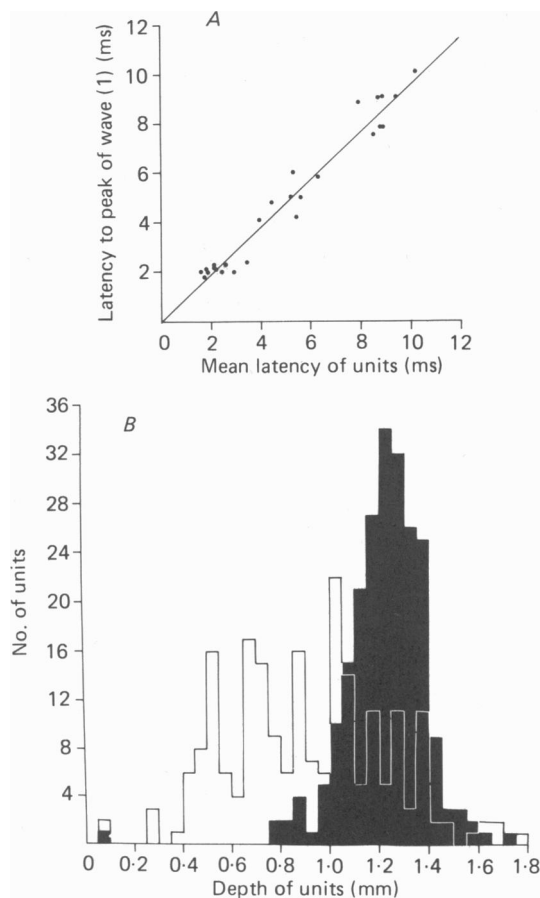 A
12
10
8
6
4
2
Latency to peak of wave (1) (ms)
0 2 4 6 8 10 12
Mean latency of units (ms)
B
36
32
28
24
20
16
12
8
4
No. of units
0 0·2 0·4 0·6 0·8 1·0 1·2 1·4 1·6 1·8
Depth of units (mm)